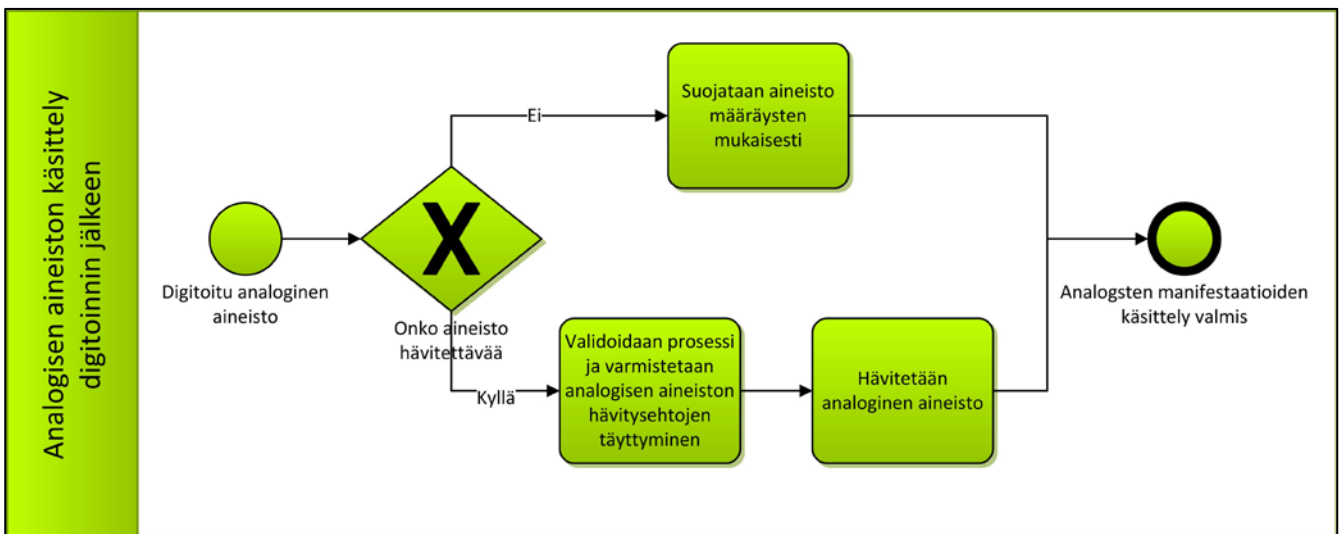 Analogisen aineiston käsittely
digitoinnin jälkeen
Digitoitu analoginen
aineisto
Onko aineisto
hävitettävää
Ei
Suojataan aineisto
määräysten
mukaisesti
Kyllä
Validoidaan prosessi
ja varmistetaan
analogisen aineiston
hävitysehtojen
täyttyminen
Hävitetään
analoginen aineisto
Analogsten manifestaatioiden
käsittely valmis